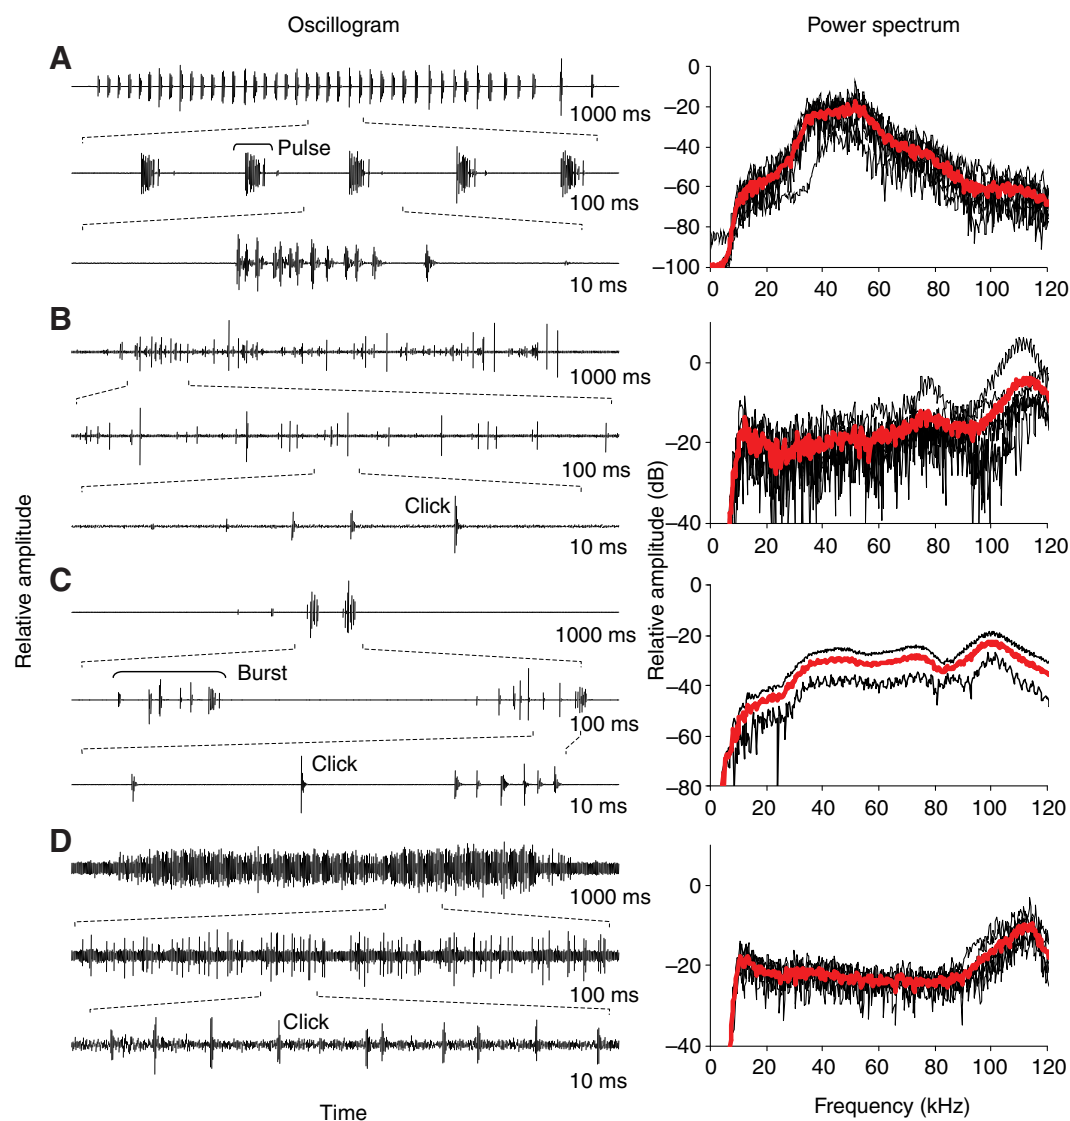 Oscillogram
Power spectrum
A
1000 ms
Pulse
100 ms
10 ms
0
–20
–40
–60
–80
–100
0 20 40 60 80 100 120
B
1000 ms
100 ms
Click
10 ms
0
–20
–40
0 20 40 60 80 100 120
C
1000 ms
Burst
100 ms
Click
10 ms
0
–20
–40
–60
–80
0 20 40 60 80 100 120
D
1000 ms
100 ms
Click
10 ms
0
–20
–40
0 20 40 60 80 100 120
Relative amplitude
Relative amplitude (dB)
Time
Frequency (kHz)